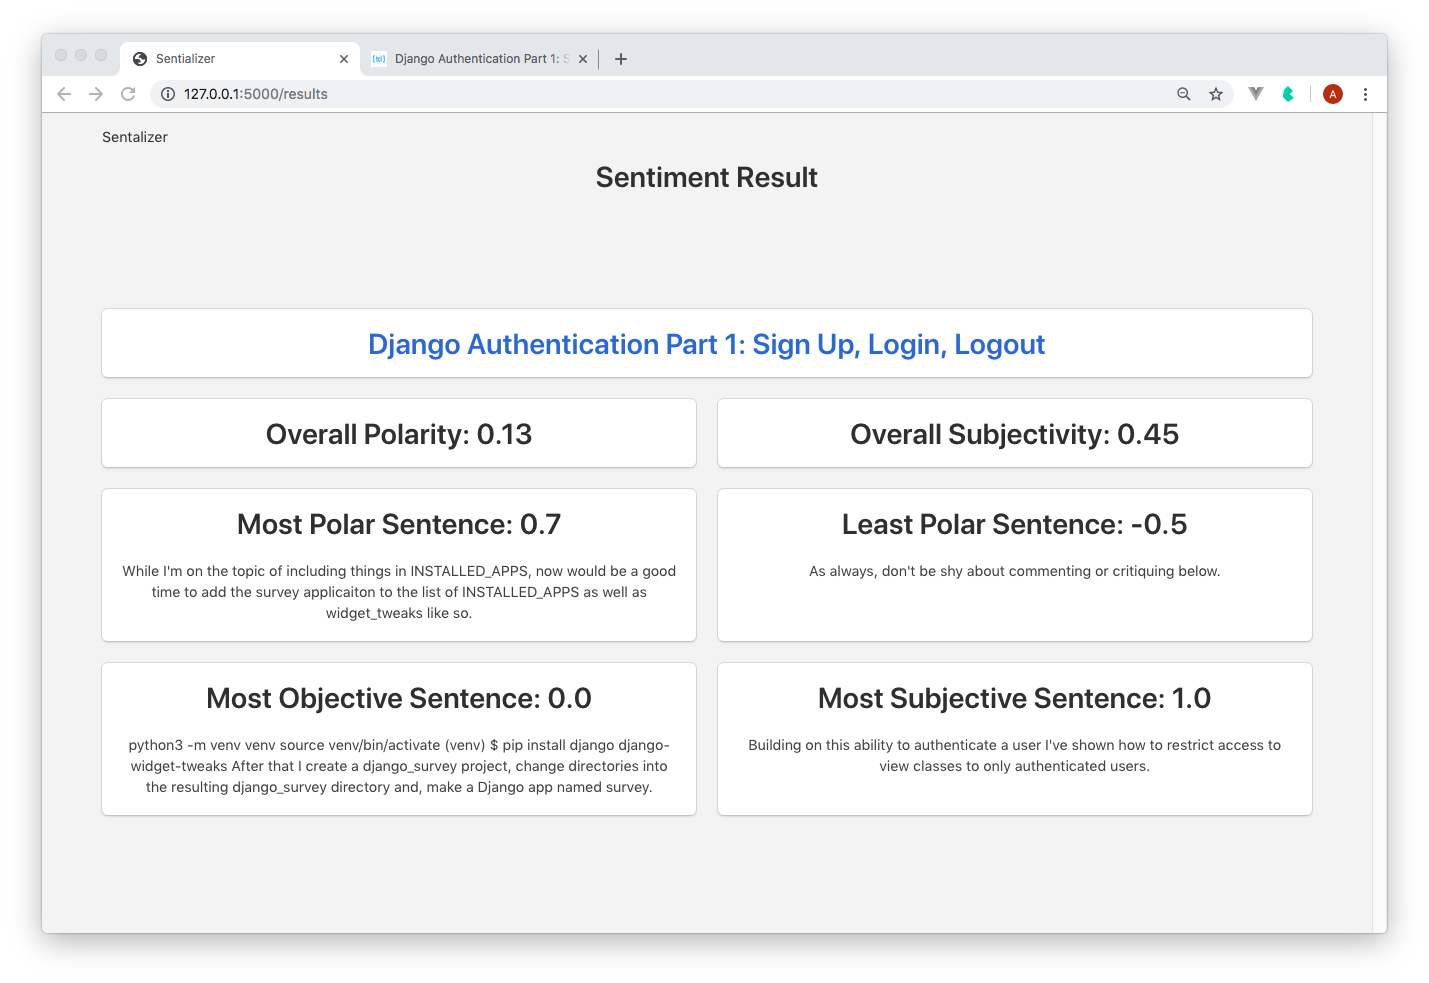 Sentializer
Django Authentication Part 1: S
127.0.0.1:5000/results
A
Sentalizer
Sentiment Result
Django Authentication Part 1: Sign Up, Login, Logout
Overall Polarity: 0.13
Overall Subjectivity: 0.45
Most Polar Sentence: 0.7
While I'm on the topic of including things in INSTALLED_APPS, now would be a good
time to add the survey applicaiton to the list of INSTALLED_APPS as well as
widget_tweaks like so.
Least Polar Sentence: -0.5
As always, don't be shy about commenting or critiquing below.
Most Objective Sentence: 0.0
python3 -m venv venv source venv/bin/activate (venv) $ pip install django django-
widget-tweaks After that I create a django_survey project, change directories into
the resulting django_survey directory and, make a Django app named survey.
Most Subjective Sentence: 1.0
Building on this ability to authenticate a user I've shown how to restrict access to
view classes to only authenticated users.